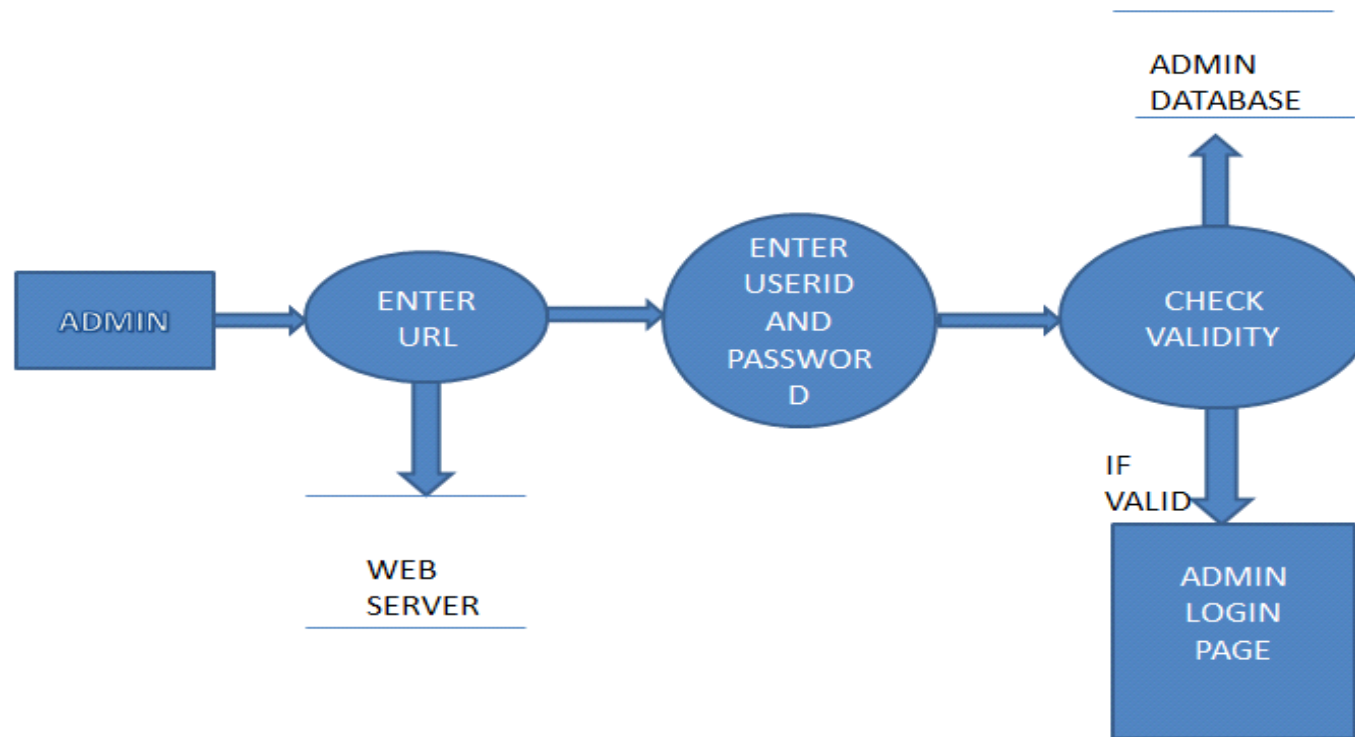 ADMIN
DATABASE
ENTER
USERID
AND
PASSWOR
D
ENTER
URL
CHECK
VALIDITY
ADMIN
IF
VALID
WEB
SERVER
ADMIN
LOGIN
PAGE